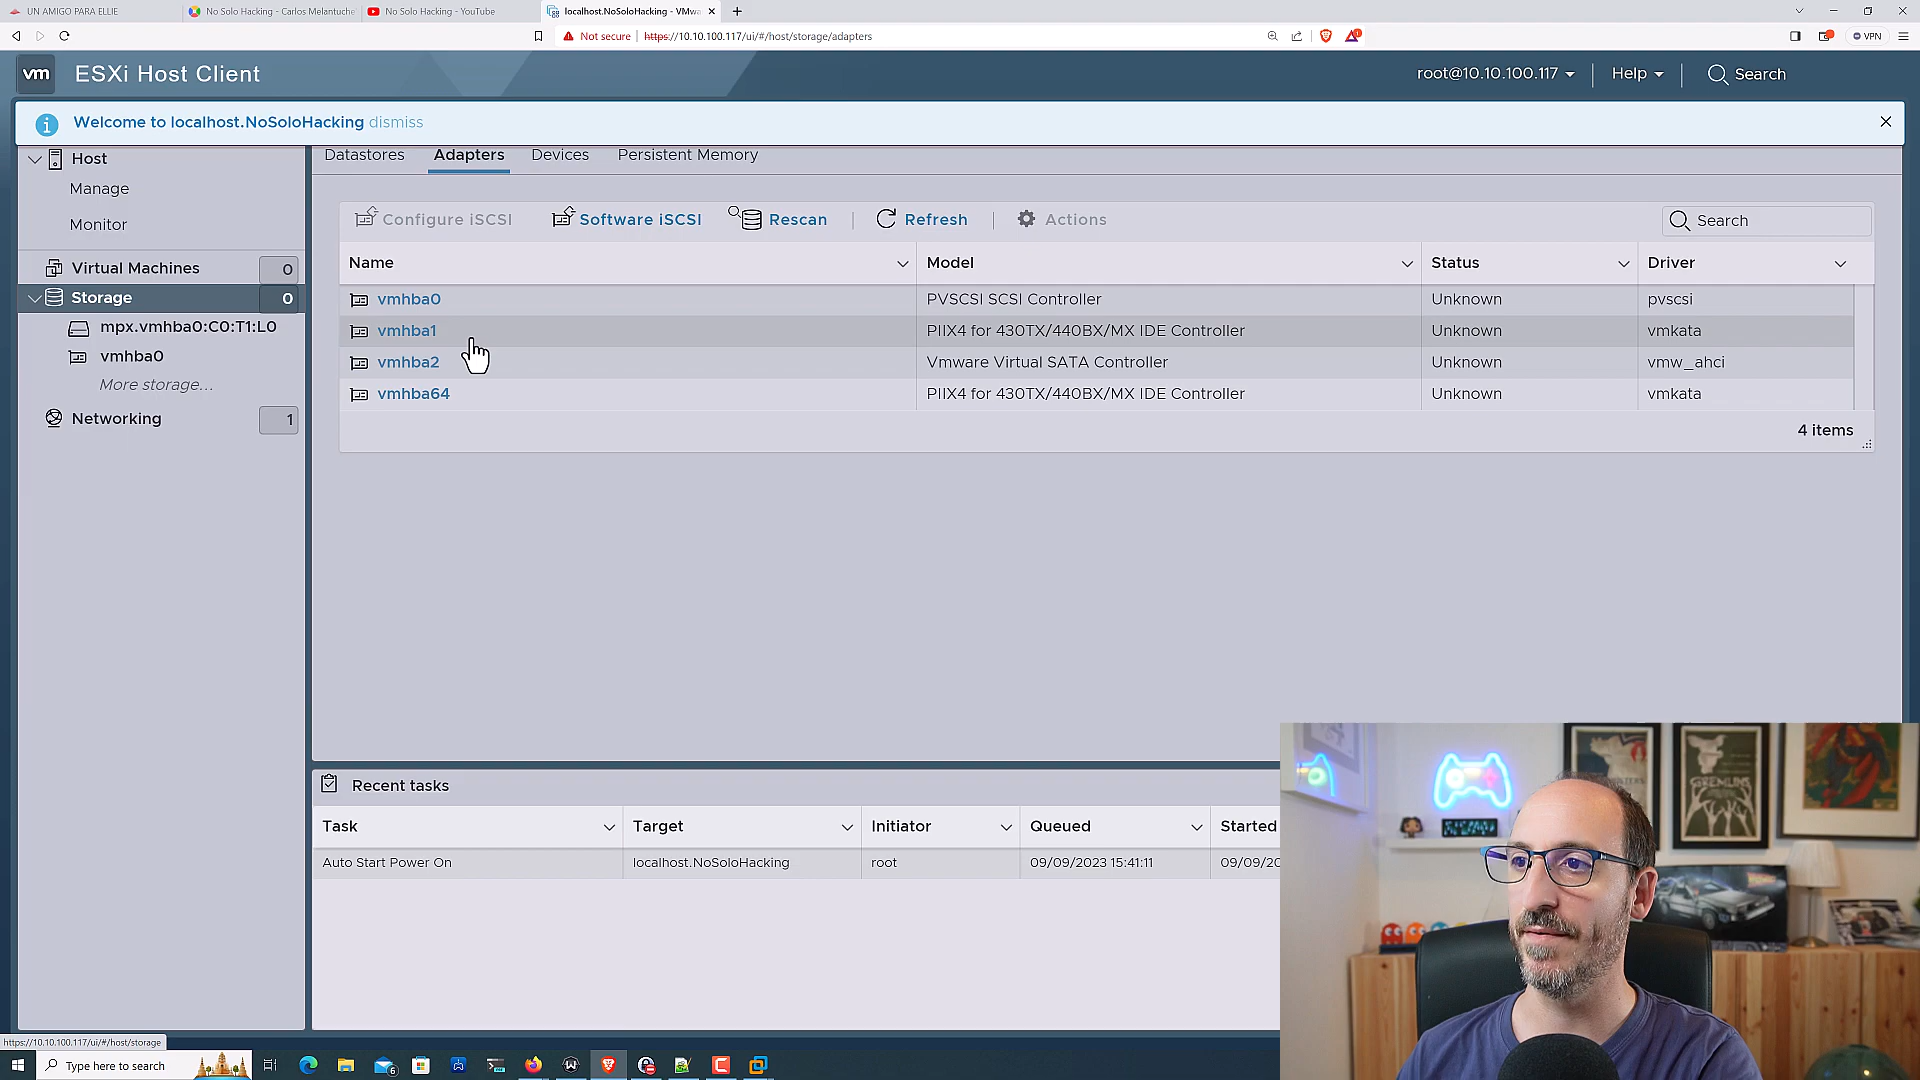 UN AMIGO PARA ELLIE
No Solo Hacking - Carlos Melantuche
No Solo Hacking - YouTube
localhost.NoSoloHacking - VMwa
Not secure
https://10.10.100.117/ui/#/host/storage/adapters
VPN
vm
ESXi Host Client
root@10.10.100.117
Help
Search
Welcome to localhost.NoSoloHacking dismiss
Host
Manage
Monitor
Virtual Machines 0
Storage 0
mpx.vmhba0:C0:T1:L0
vmhba0
More storage...
Networking 1
Datastores Adapters Devices Persistent Memory
Configure iSCSI Software iSCSI Rescan Refresh Actions Search
Name Model Status Driver
vmhba0 PVSCSI SCSI Controller Unknown pvscsi
vmhba1 PIIX4 for 430TX/440BX/MX IDE Controller Unknown vmkata
vmhba2 Vmware Virtual SATA Controller Unknown vmw_ahci
vmhba64 PIIX4 for 430TX/440BX/MX IDE Controller Unknown vmkata
4 items
Recent tasks
Task Target Initiator Queued Started
Auto Start Power On localhost.NoSoloHacking root 09/09/2023 15:41:11 09/09/20
GREMLINS
https://10.10.100.117/ui/#/host/storage
Type here to search
6